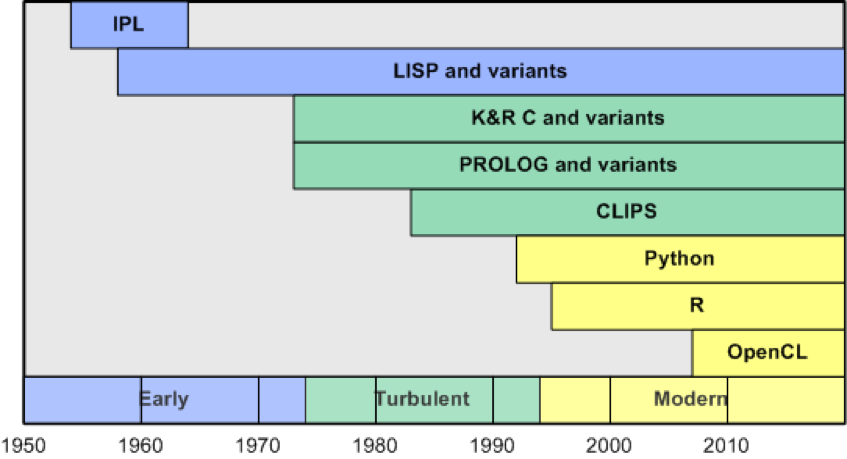 IPL
LISP and variants
K&R C and variants
PROLOG and variants
CLIPS
Python
R
OpenCL
Early Turbulent Modern
1950 1960 1970 1980 1990 2000 2010